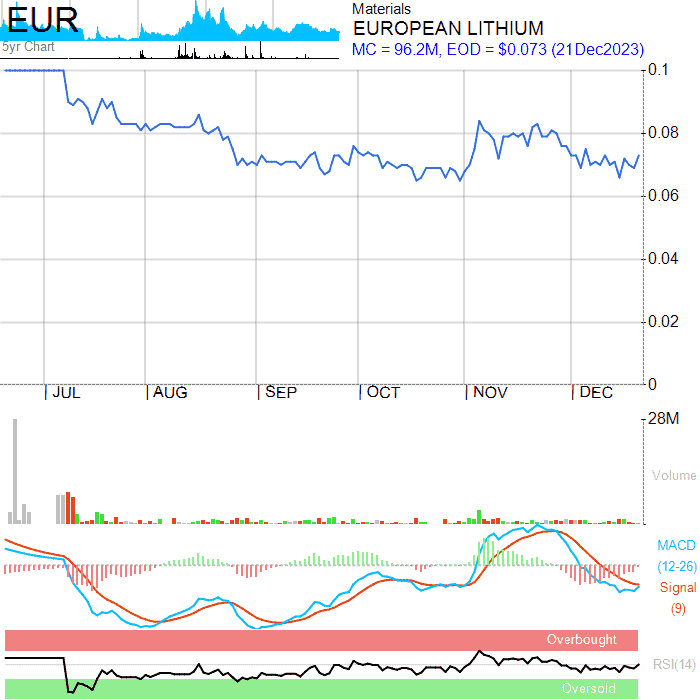 EUR
5yr Chart
Materials
EUROPEAN LITHIUM
MC = 96.2M, EOD = $0.073 (21Dec2023)
0.1
0.08
0.06
0.04
0.02
0
JUL AUG SEP OCT NOV DEC
28M
Volume
MACD
(12-26)
Signal
(9)
Overbought
RSI(14)
Oversold